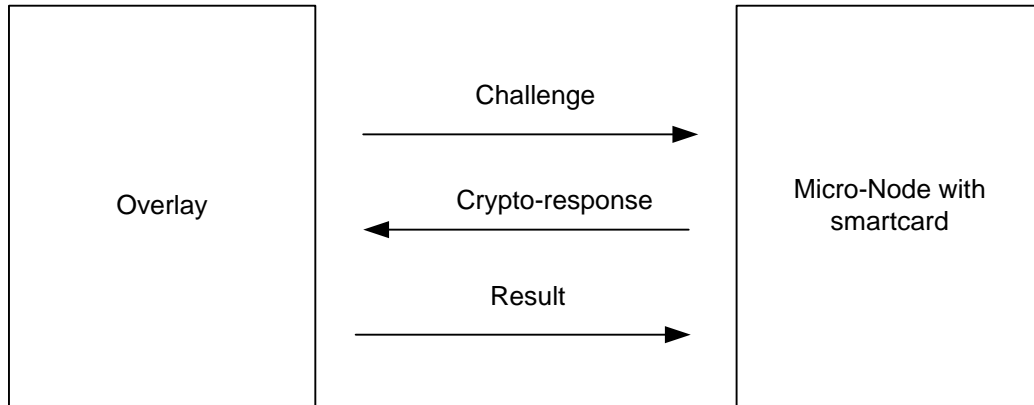 Overlay
Challenge
Crypto-response
Result
Micro-Node with
smartcard